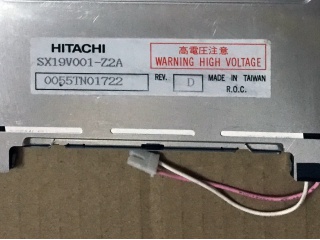 HITACHI
SX19V001-Z2A
0055TN01722
高電圧注意
WARNING HIGH VOLTAGE
REV. D MADE IN TAIWAN
R.O.C.